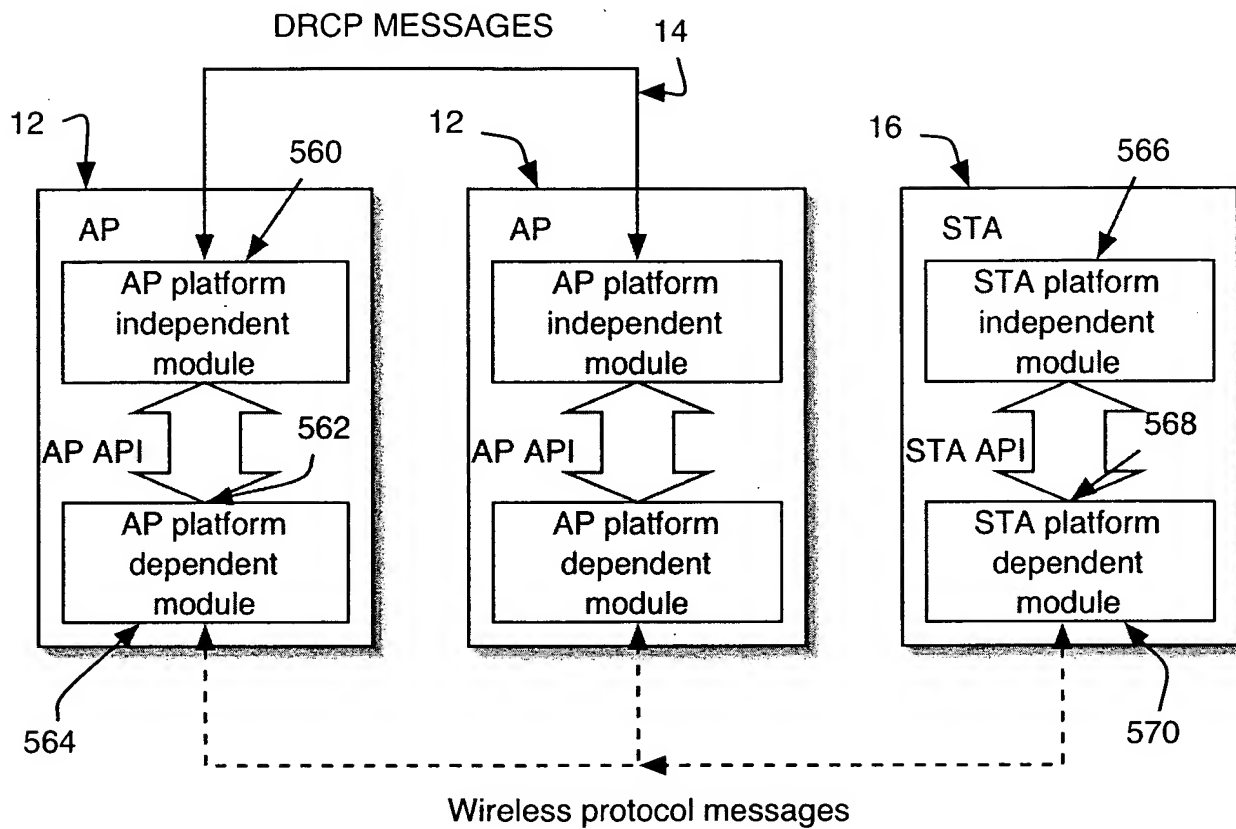 DRCP MESSAGES
14
12
12
16
560
566
AP
AP
STA
AP platform
independent
module
AP platform
independent
module
STA platform
independent
module
562
568
AP API
AP API
STA API
AP platform
dependent
module
AP platform
dependent
module
STA platform
dependent
module
564
570
Wireless protocol messages